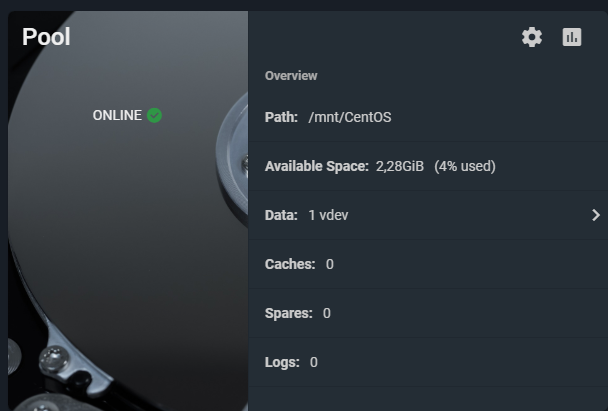 Pool
ONLINE
Overview
Path: /mnt/CentOS
Available Space: 2,28GiB (4% used)
Data: 1 vdev
Caches: 0
Spares: 0
Logs: 0